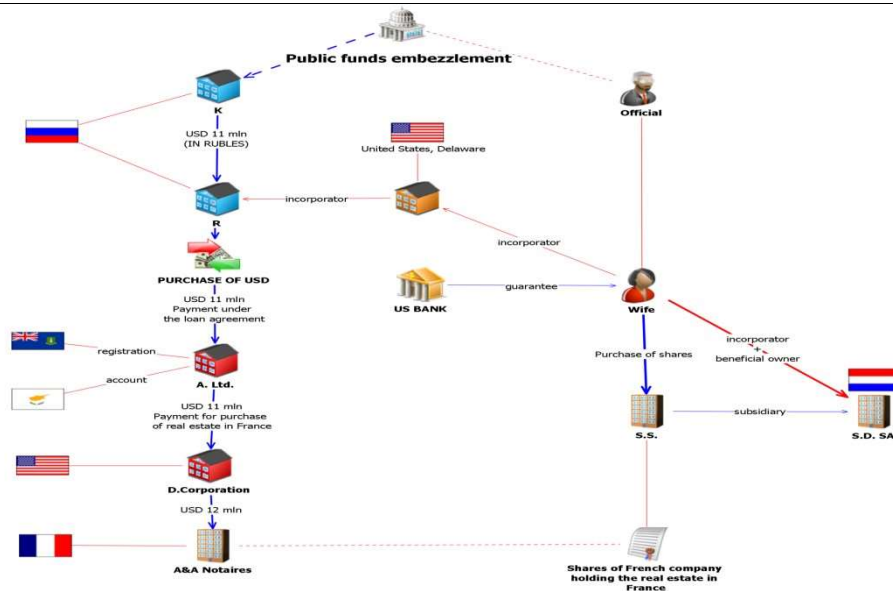 Public funds embezzlement
K
Official
USD 11 mln
(IN RUBLES)
United States, Delaware
incorporator
R
incorporator
PURCHASE OF USD
guarantee
US BANK
Wife
USD 11 mln
Payment under
the loan agreement
incorporator
+
beneficial owner
registration
Purchase of shares
account
A. Ltd.
USD 11 mln
Payment for purchase
of real estate in France
subsidiary
S.S.
S.D. SA
D.Corporation
USD 12 mln
A&A Notaires
Shares of French company
holding the real estate in
France